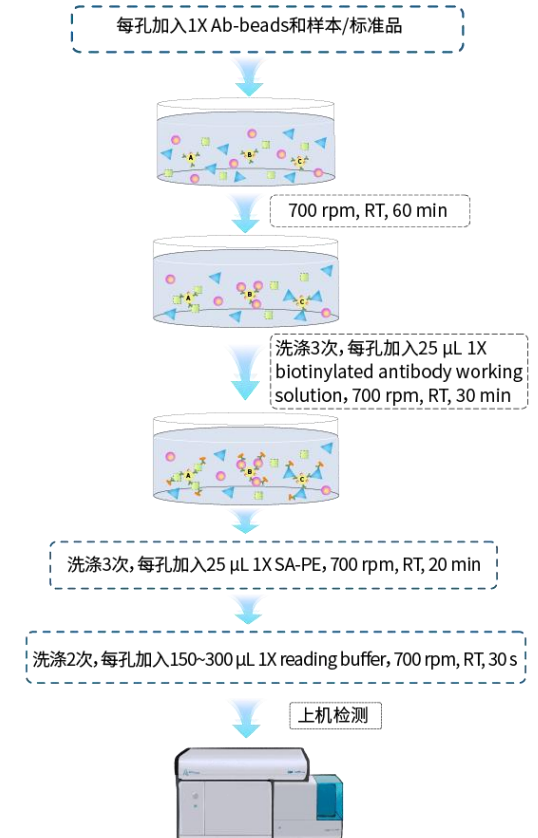 每孔加入1X Ab-beads和样本/标准品
A
B
C
700 rpm, RT, 60 min
A
B
C
洗涤3次，每孔加入25 μL 1X
biotinylated antibody working
solution，700 rpm, RT, 30 min
A
B
C
洗涤3次，每孔加入25 μL 1X SA-PE，700 rpm, RT, 20 min
洗涤2次，每孔加入150~300 μL 1X reading buffer，700 rpm, RT, 30 s
上机检测